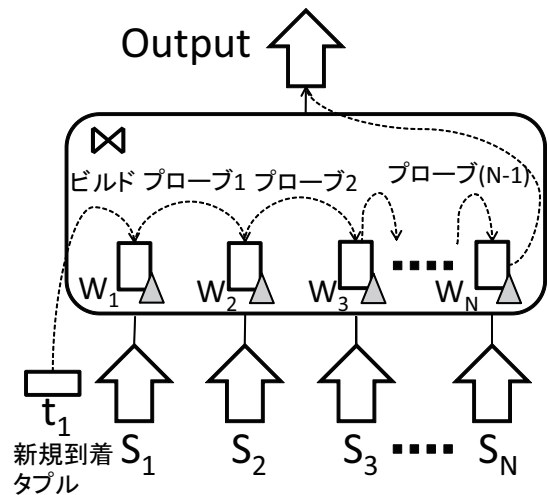 Output
⋈
ビルド プローブ1 プローブ2 プローブ(N-1)
W1 W2 W3 ..... WN
t1
新規到着
タプル
S1 S2 S3 ..... SN